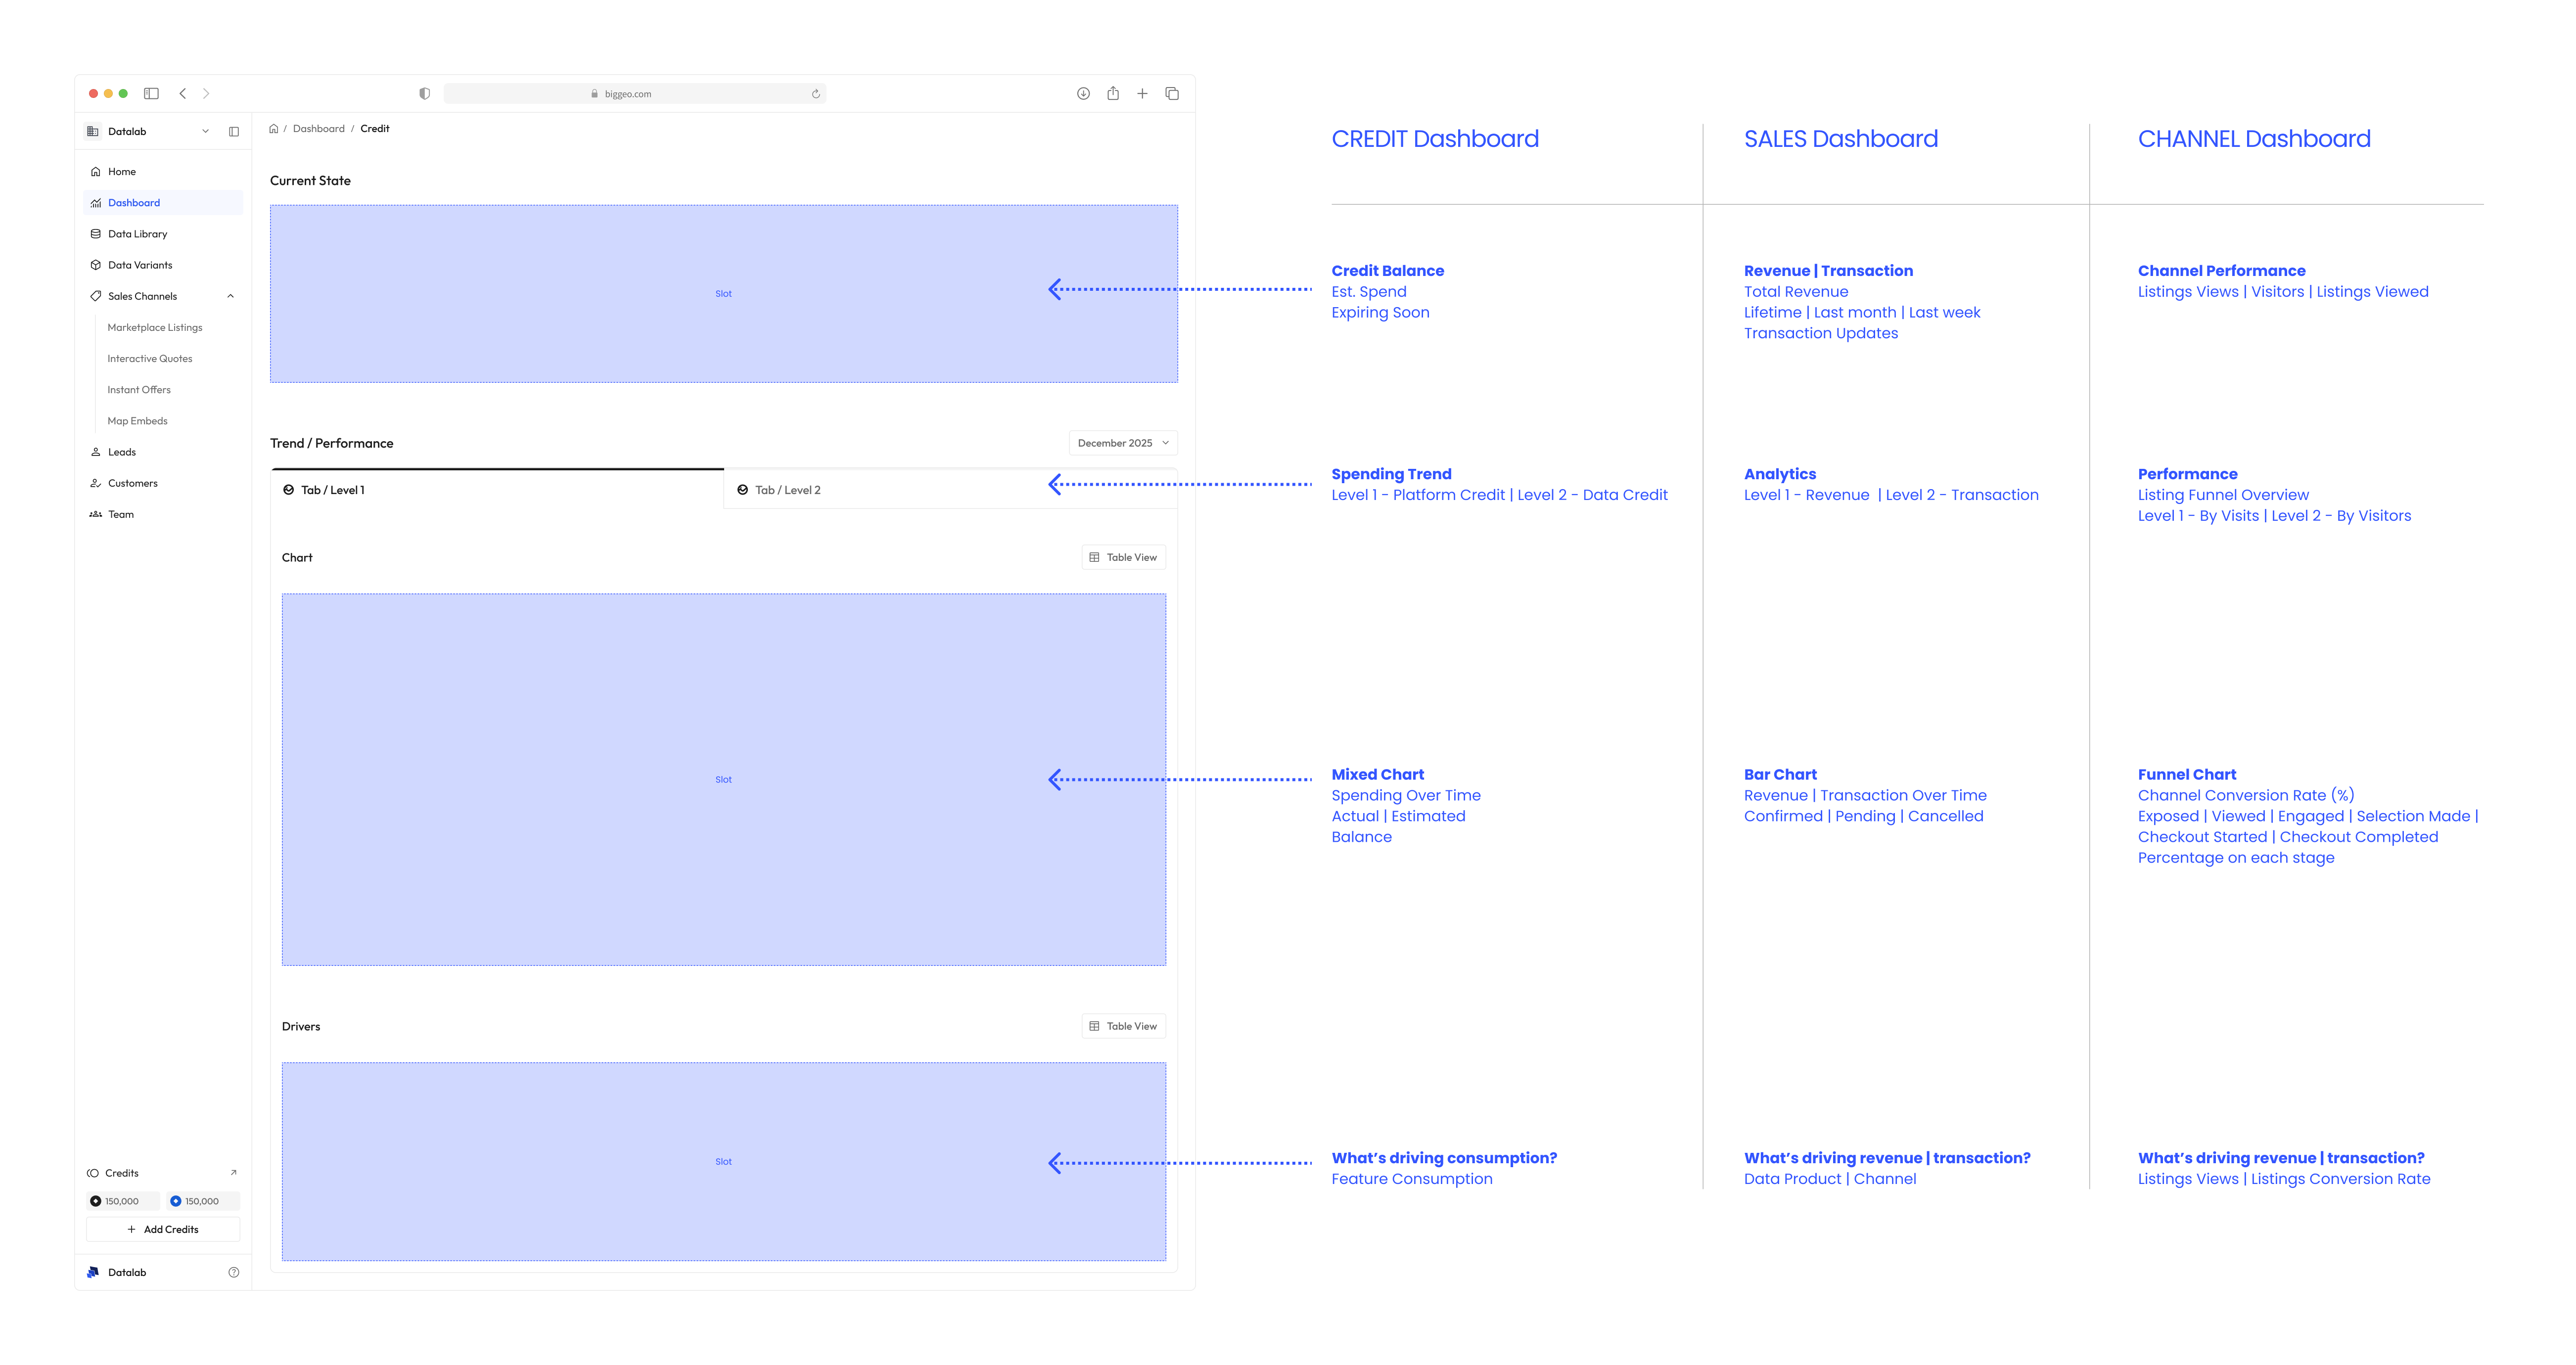 biggeo.com
Datalab
Home
Dashboard
Data Library
Data Variants
Sales Channels
Marketplace Listings
Interactive Quotes
Instant Offers
Map Embeds
Leads
Customers
Team
Credits
150,000 150,000
+ Add Credits
Datalab
/ Dashboard / Credit
Current State
Slot
Trend / Performance
December 2025
Tab / Level 1
Tab / Level 2
Chart
Table View
Slot
Drivers
Table View
Slot
CREDIT Dashboard
SALES Dashboard
CHANNEL Dashboard
Credit Balance
Est. Spend
Expiring Soon
Revenue | Transaction
Total Revenue
Lifetime | Last month | Last week
Transaction Updates
Channel Performance
Listings Views | Visitors | Listings Viewed
Spending Trend
Level 1 - Platform Credit | Level 2 - Data Credit
Analytics
Level 1 - Revenue | Level 2 - Transaction
Performance
Listing Funnel Overview
Level 1 - By Visits | Level 2 - By Visitors
Mixed Chart
Spending Over Time
Actual | Estimated
Balance
Bar Chart
Revenue | Transaction Over Time
Confirmed | Pending | Cancelled
Funnel Chart
Channel Conversion Rate (%)
Exposed | Viewed | Engaged | Selection Made |
Checkout Started | Checkout Completed
Percentage on each stage
What’s driving consumption?
Feature Consumption
What’s driving revenue | transaction?
Data Product | Channel
What’s driving revenue | transaction?
Listings Views | Listings Conversion Rate